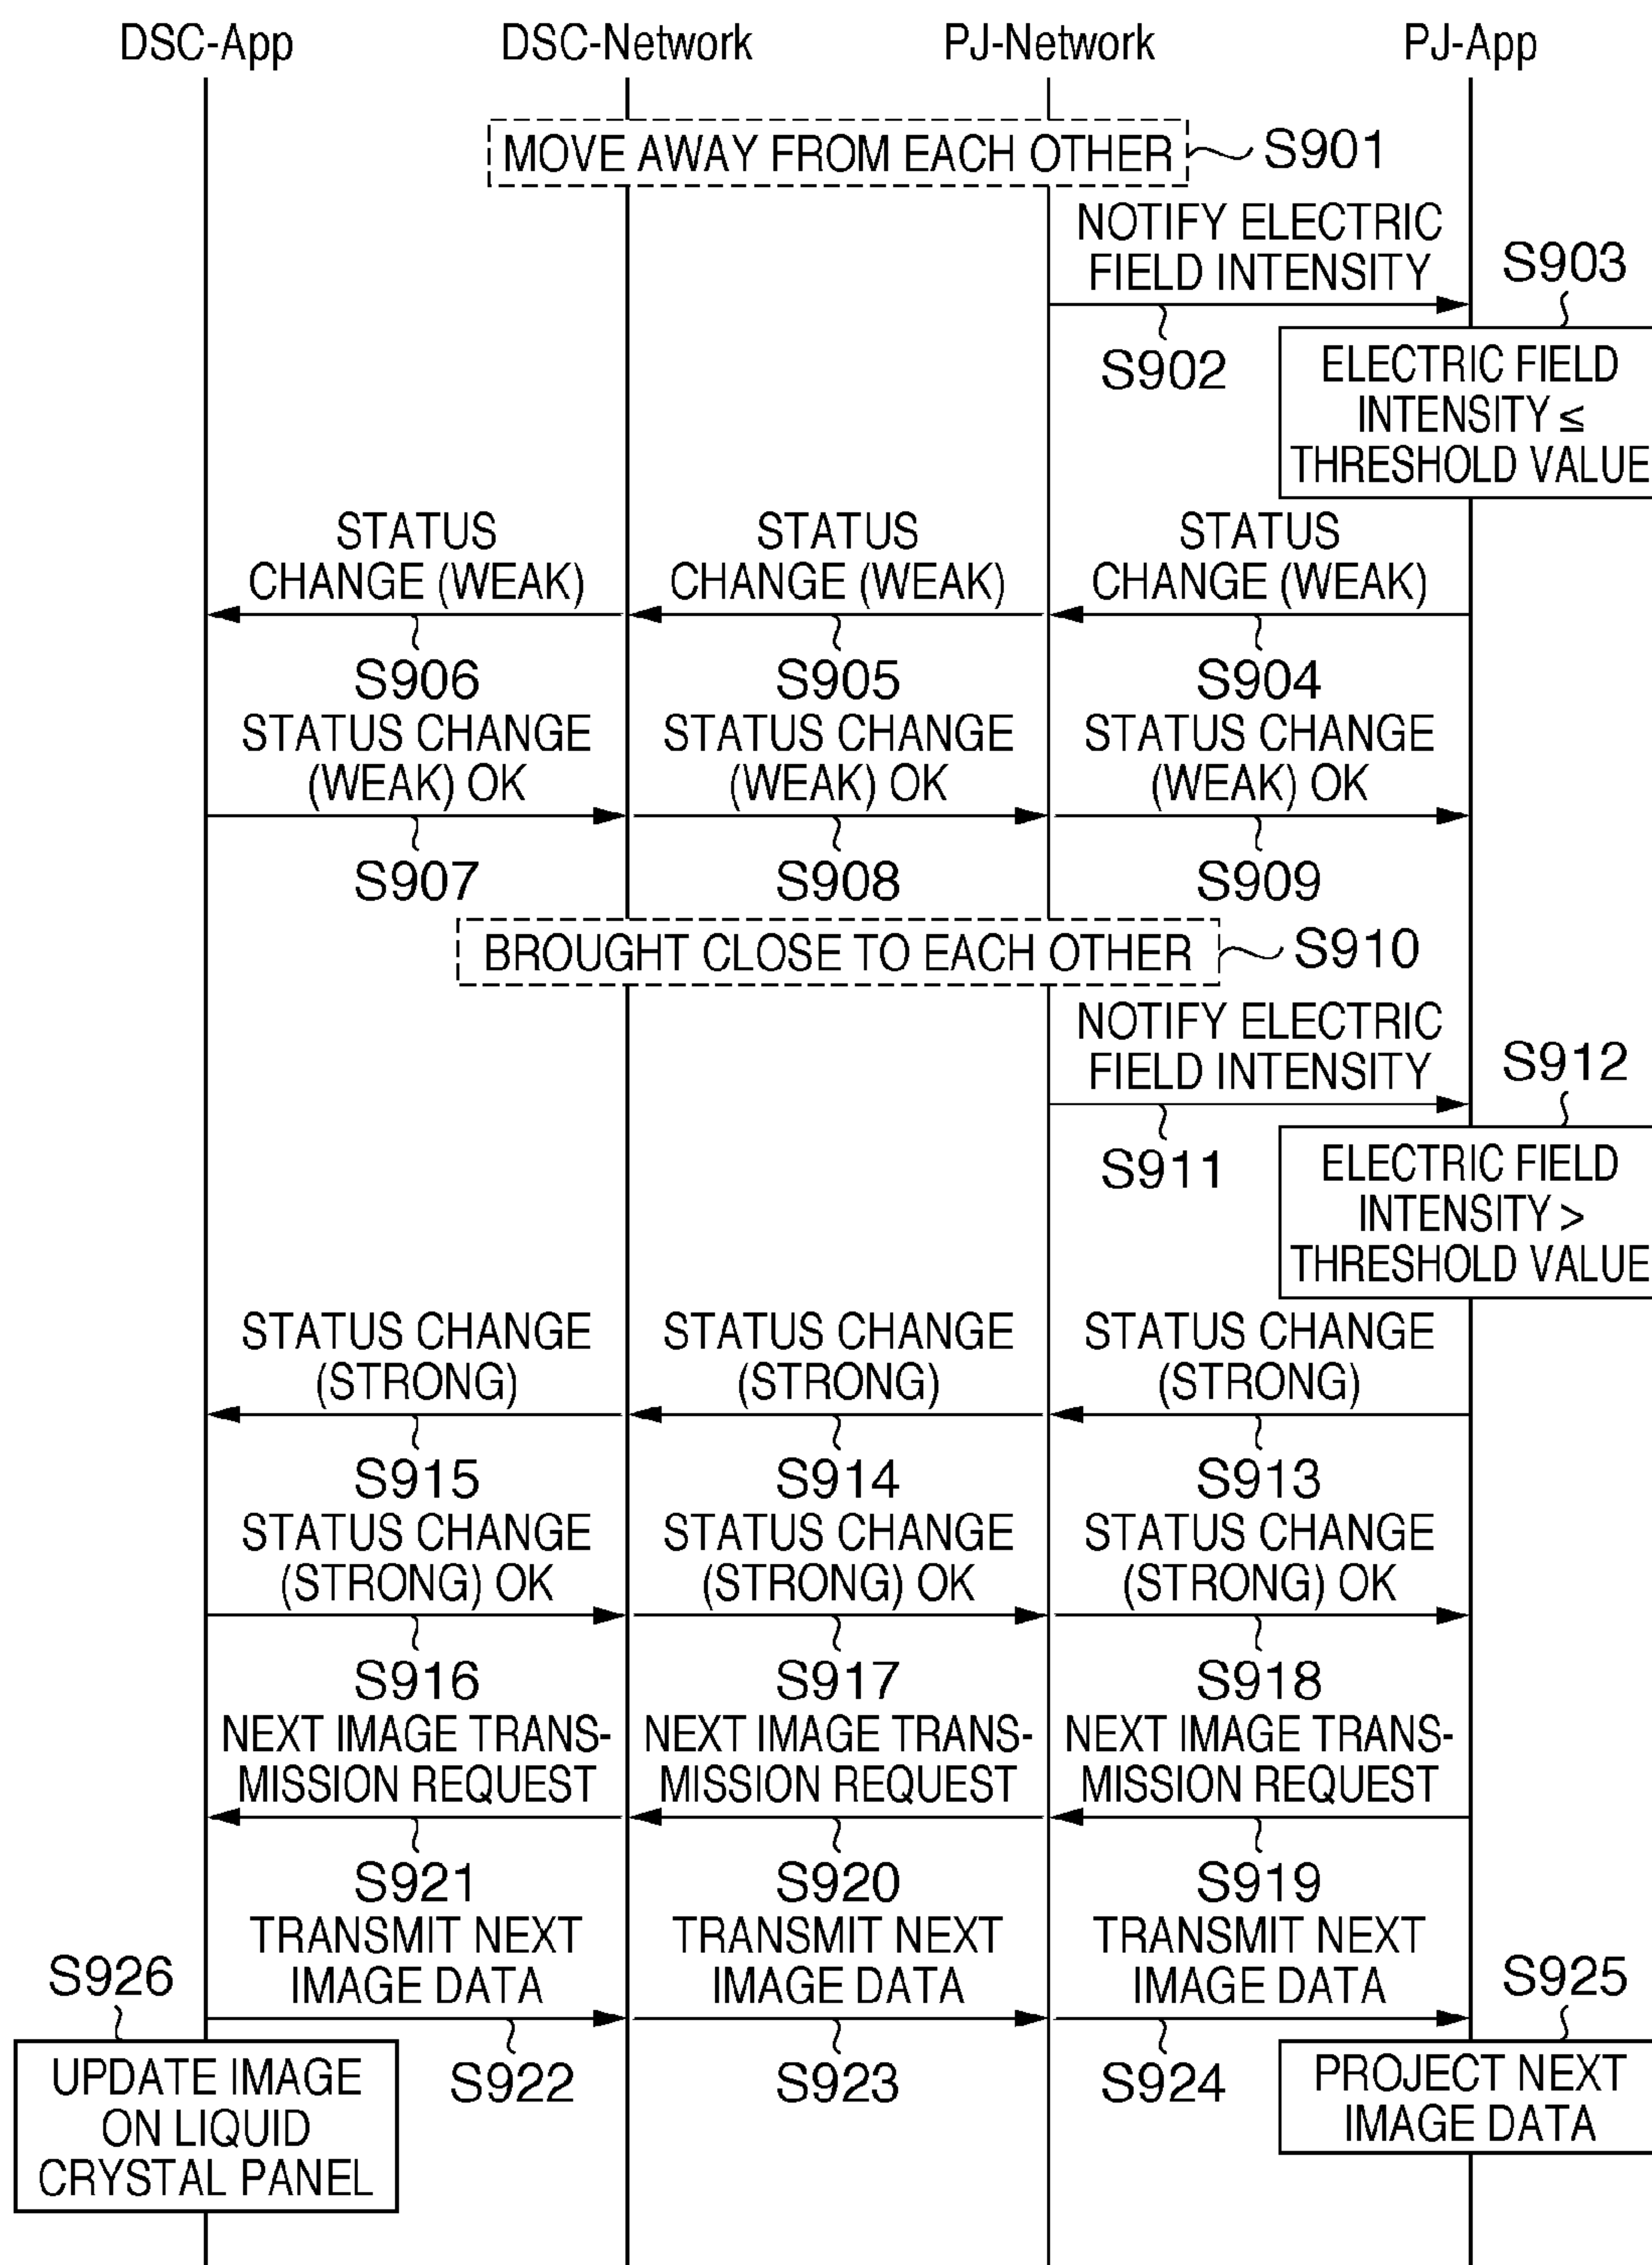 DSC-App DSC-Network PJ-Network PJ-App
MOVE AWAY FROM EACH OTHER S901
NOTIFY ELECTRIC
FIELD INTENSITY
S902
S903
ELECTRIC FIELD
INTENSITY ≤
THRESHOLD VALUE
STATUS
CHANGE (WEAK)
S906
STATUS
CHANGE (WEAK)
S905
STATUS
CHANGE (WEAK)
S904
STATUS CHANGE
(WEAK) OK
S907
STATUS CHANGE
(WEAK) OK
S908
STATUS CHANGE
(WEAK) OK
S909
BROUGHT CLOSE TO EACH OTHER S910
NOTIFY ELECTRIC
FIELD INTENSITY
S911
S912
ELECTRIC FIELD
INTENSITY >
THRESHOLD VALUE
STATUS CHANGE
(STRONG)
S915
STATUS CHANGE
(STRONG)
S914
STATUS CHANGE
(STRONG)
S913
STATUS CHANGE
(STRONG) OK
S916
STATUS CHANGE
(STRONG) OK
S917
STATUS CHANGE
(STRONG) OK
S918
NEXT IMAGE TRANS-
MISSION REQUEST
S921
NEXT IMAGE TRANS-
MISSION REQUEST
S920
NEXT IMAGE TRANS-
MISSION REQUEST
S919
TRANSMIT NEXT
IMAGE DATA
S922
TRANSMIT NEXT
IMAGE DATA
S923
TRANSMIT NEXT
IMAGE DATA
S924
S926
UPDATE IMAGE
ON LIQUID
CRYSTAL PANEL
S925
PROJECT NEXT
IMAGE DATA